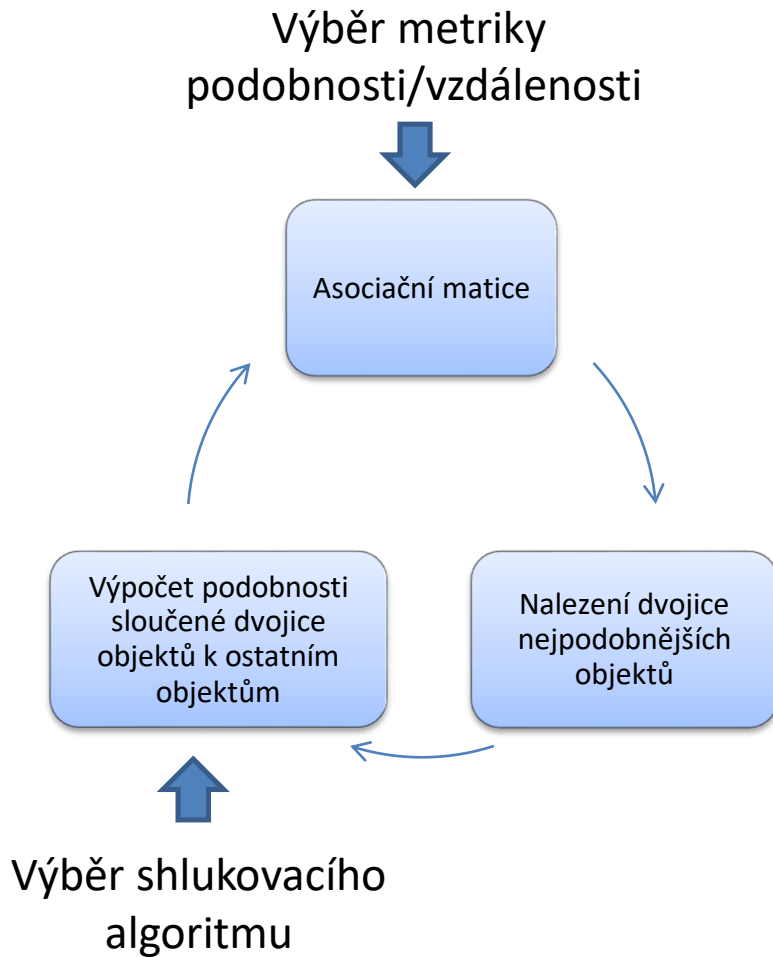 Výběr metriky
podobnosti/vzdálenosti
Asociační matice
Výpočet podobnosti
sloučené dvojice
objektů k ostatním
objektům
Nalezení dvojice
nejpodobnějších
objektů
Výběr shlukovacího
algoritmu